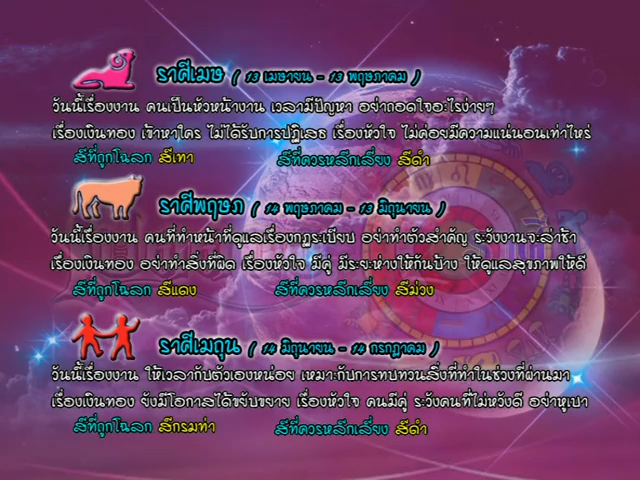 ราศีเมษ ( 13 เมษายน - 13 พฤษภาคม )
วันนี้เรื่องงาน คนเป็นหัวหน้างาน เวลามีปัญหา อย่าถอดใจอะไรง่ายๆ
เรื่องเงินทอง เข้าหาใคร ไม่ได้รับการปฏิเสธ เรื่องหัวใจ ไม่ค่อยมีความแน่นอนเท่าไหร่
สีที่ถูกโฉลก สีเทา สีที่ควรหลีกเลี่ยง สีดำ
ราศีพฤษภ ( 14 พฤษภาคม - 13 มิถุนายน )
วันนี้เรื่องงาน คนที่ทำหน้าที่ดูแลเรื่องกฏระเบียบ อย่าทำตัวสำคัญ ระวังงานจะล่าช้า
เรื่องเงินทอง อย่าทำสิ่งที่ผิด เรื่องหัวใจ มีคู่ มีระยะห่างให้กันบ้าง ให้ดูแลสุขภาพให้ดี
สีที่ถูกโฉลก สีแดง สีที่ควรหลีกเลี่ยง สีม่วง
ราศีเมถุน ( 14 มิถุนายน - 14 กรกฎาคม )
วันนี้เรื่องงาน ให้เวลากับตัวเองหน่อย เหมาะกับการทบทวนสิ่งที่ทำในช่วงที่ผ่านมา
เรื่องเงินทอง ยังมีโอกาสได้ขยับขยาย เรื่องหัวใจ คนมีคู่ ระวังคนที่ไม่หวังดี อย่าหูเบา
สีที่ถูกโฉลก สีกรมท่า สีที่ควรหลีกเลี่ยง สีดำ